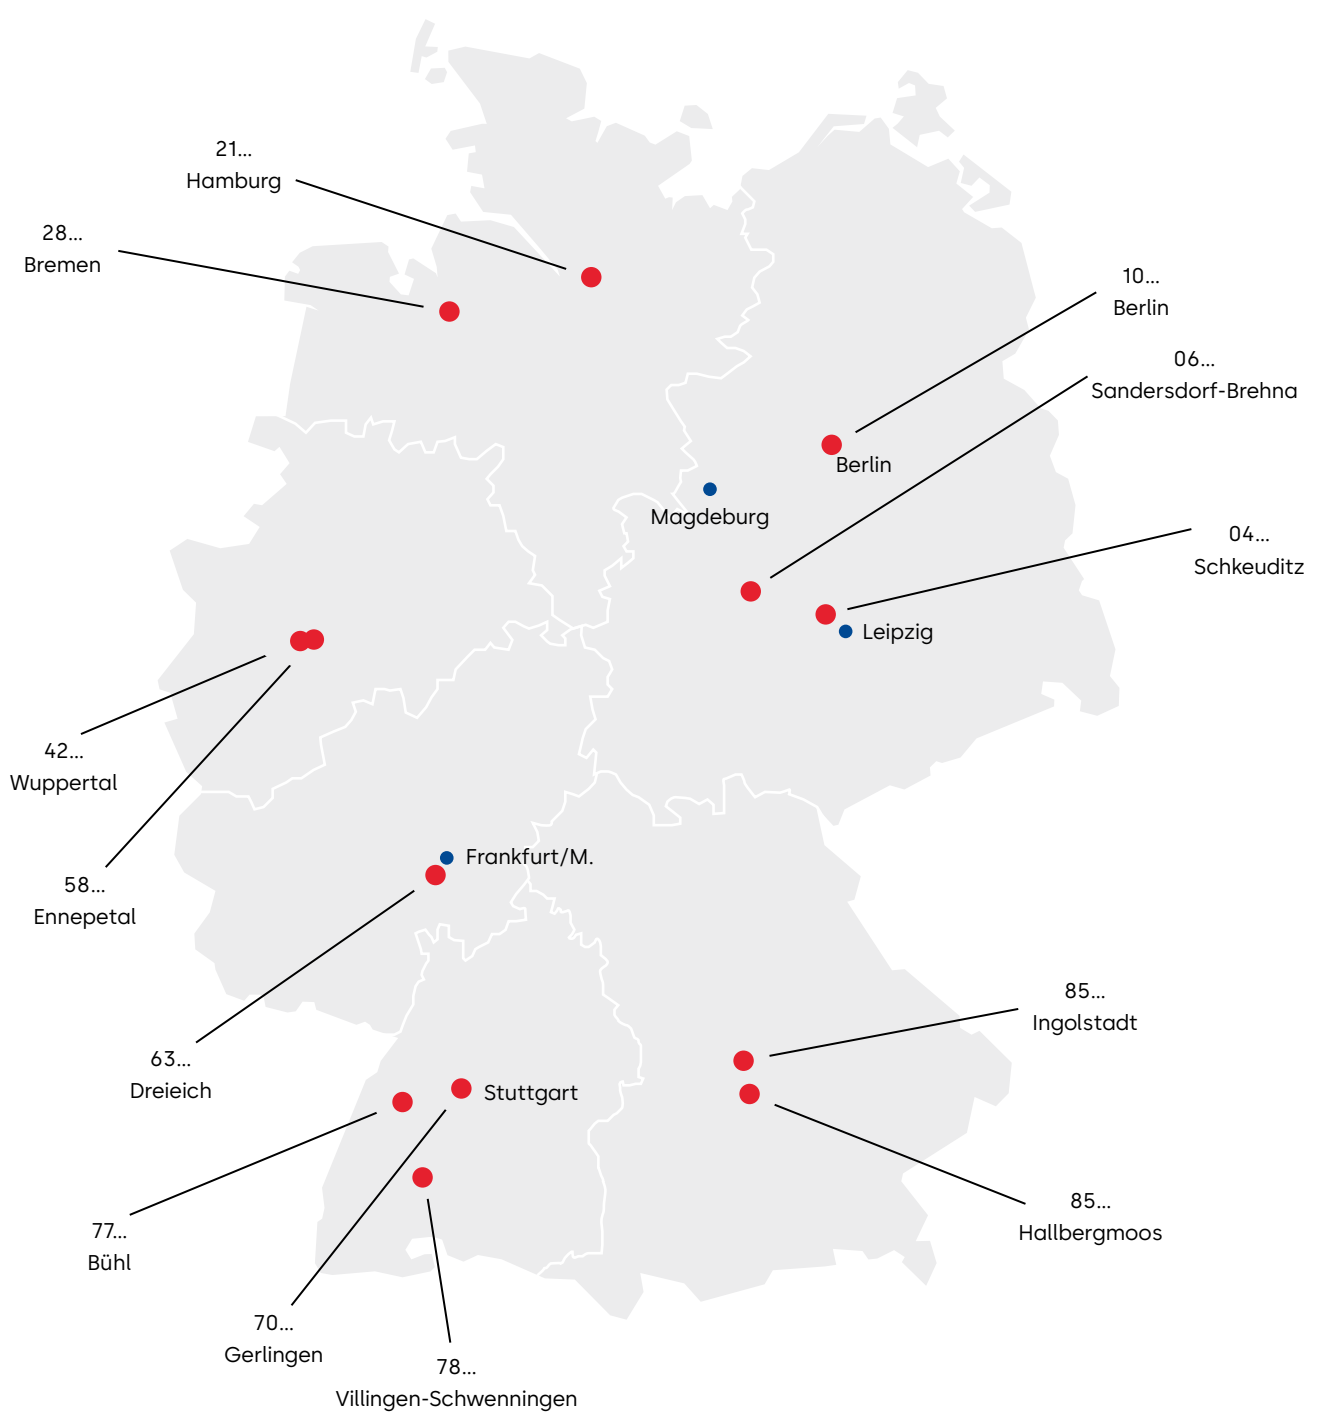 21...
Hamburg
28...
Bremen
10...
Berlin
06...
Sandersdorf-Brehna
Berlin
Magdeburg
04...
Schkeuditz
Leipzig
42...
Wuppertal
58...
Ennepetal
Frankfurt/M.
63...
Dreieich
85...
Ingolstadt
Stuttgart
85...
Hallbergmoos
77...
Bühl
70...
Gerlingen
78...
Villingen-Schwenningen